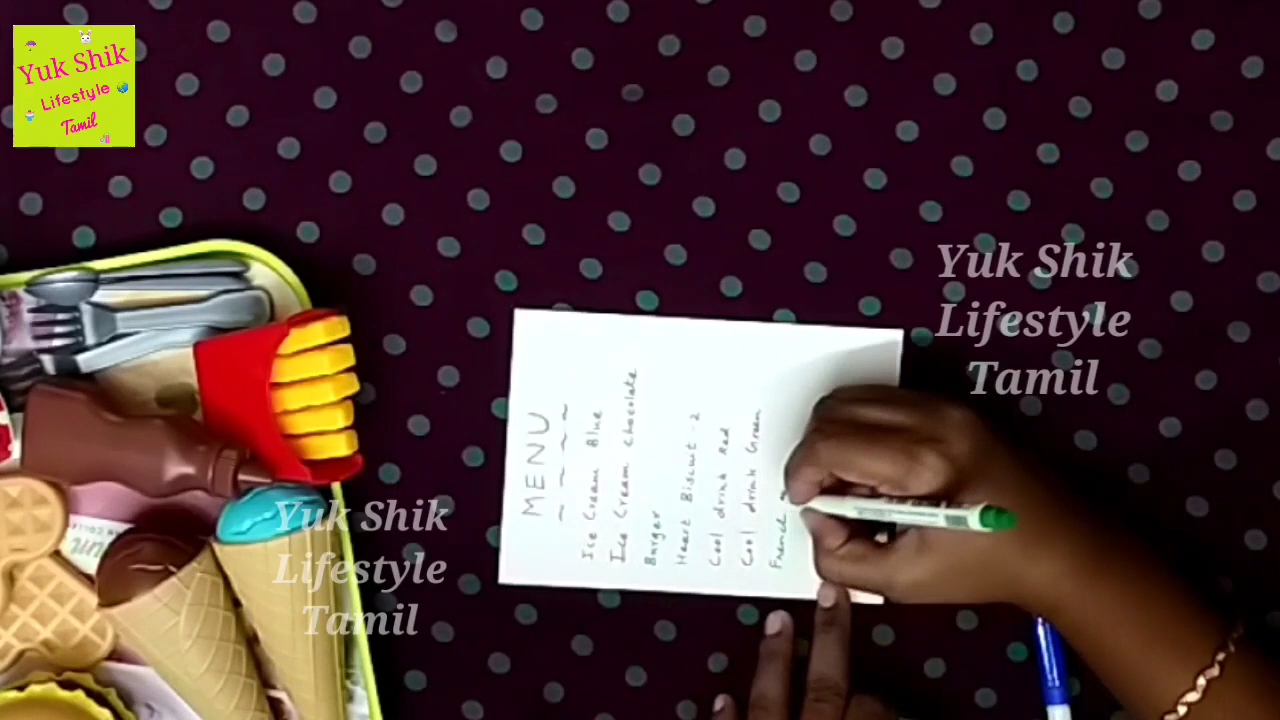 Yuk Shik
Lifestyle
Tamil
MENU
Ice Cream Blue
Ice Cream Chocolate
Burger
Heart Biscuit - 2
Cool drink Red
Cool drink Green
French
Yuk Shik
Lifestyle
Tamil
Yuk Shik
Lifestyle
Tamil